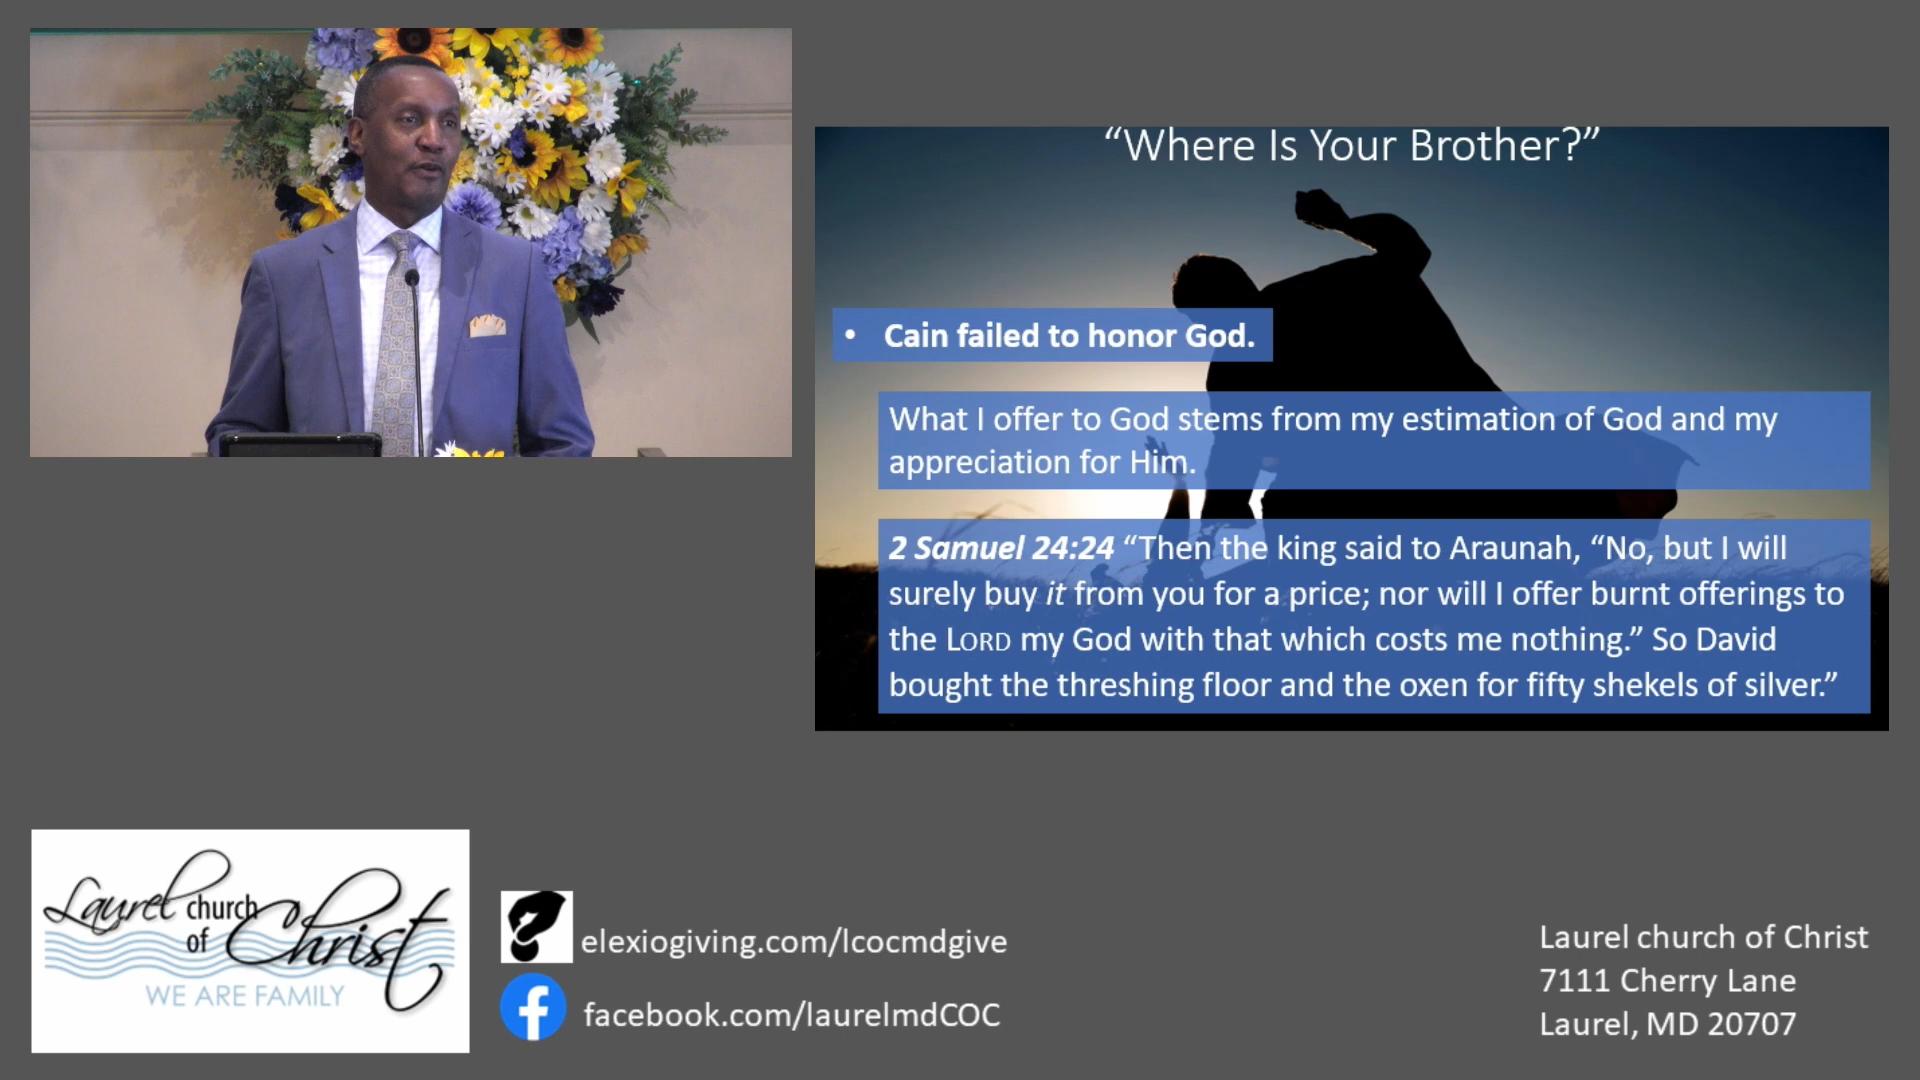 “Where Is Your Brother?”
• Cain failed to honor God.
What I offer to God stems from my estimation of God and my
appreciation for Him.
2 Samuel 24:24 “Then the king said to Araunah, “No, but I will
surely buy it from you for a price; nor will I offer burnt offerings to
the LORD my God with that which costs me nothing.” So David
bought the threshing floor and the oxen for fifty shekels of silver.”
Laurel church
of Christ
WE ARE FAMILY
elexiogiving.com/lcocmdgive
facebook.com/laurelmdCOC
Laurel church of Christ
7111 Cherry Lane
Laurel, MD 20707